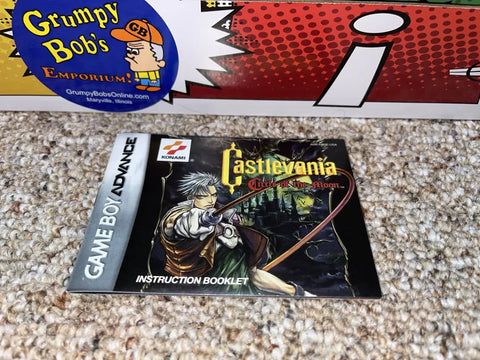 Grumpy
Bob's
GB
EMPORIUM!
GrumpyBobsOnline.com
Maryville, Illinois
KONAMI
Castlevania
Circle of the Moon
GAME BOY ADVANCE
INSTRUCTION BOOKLET